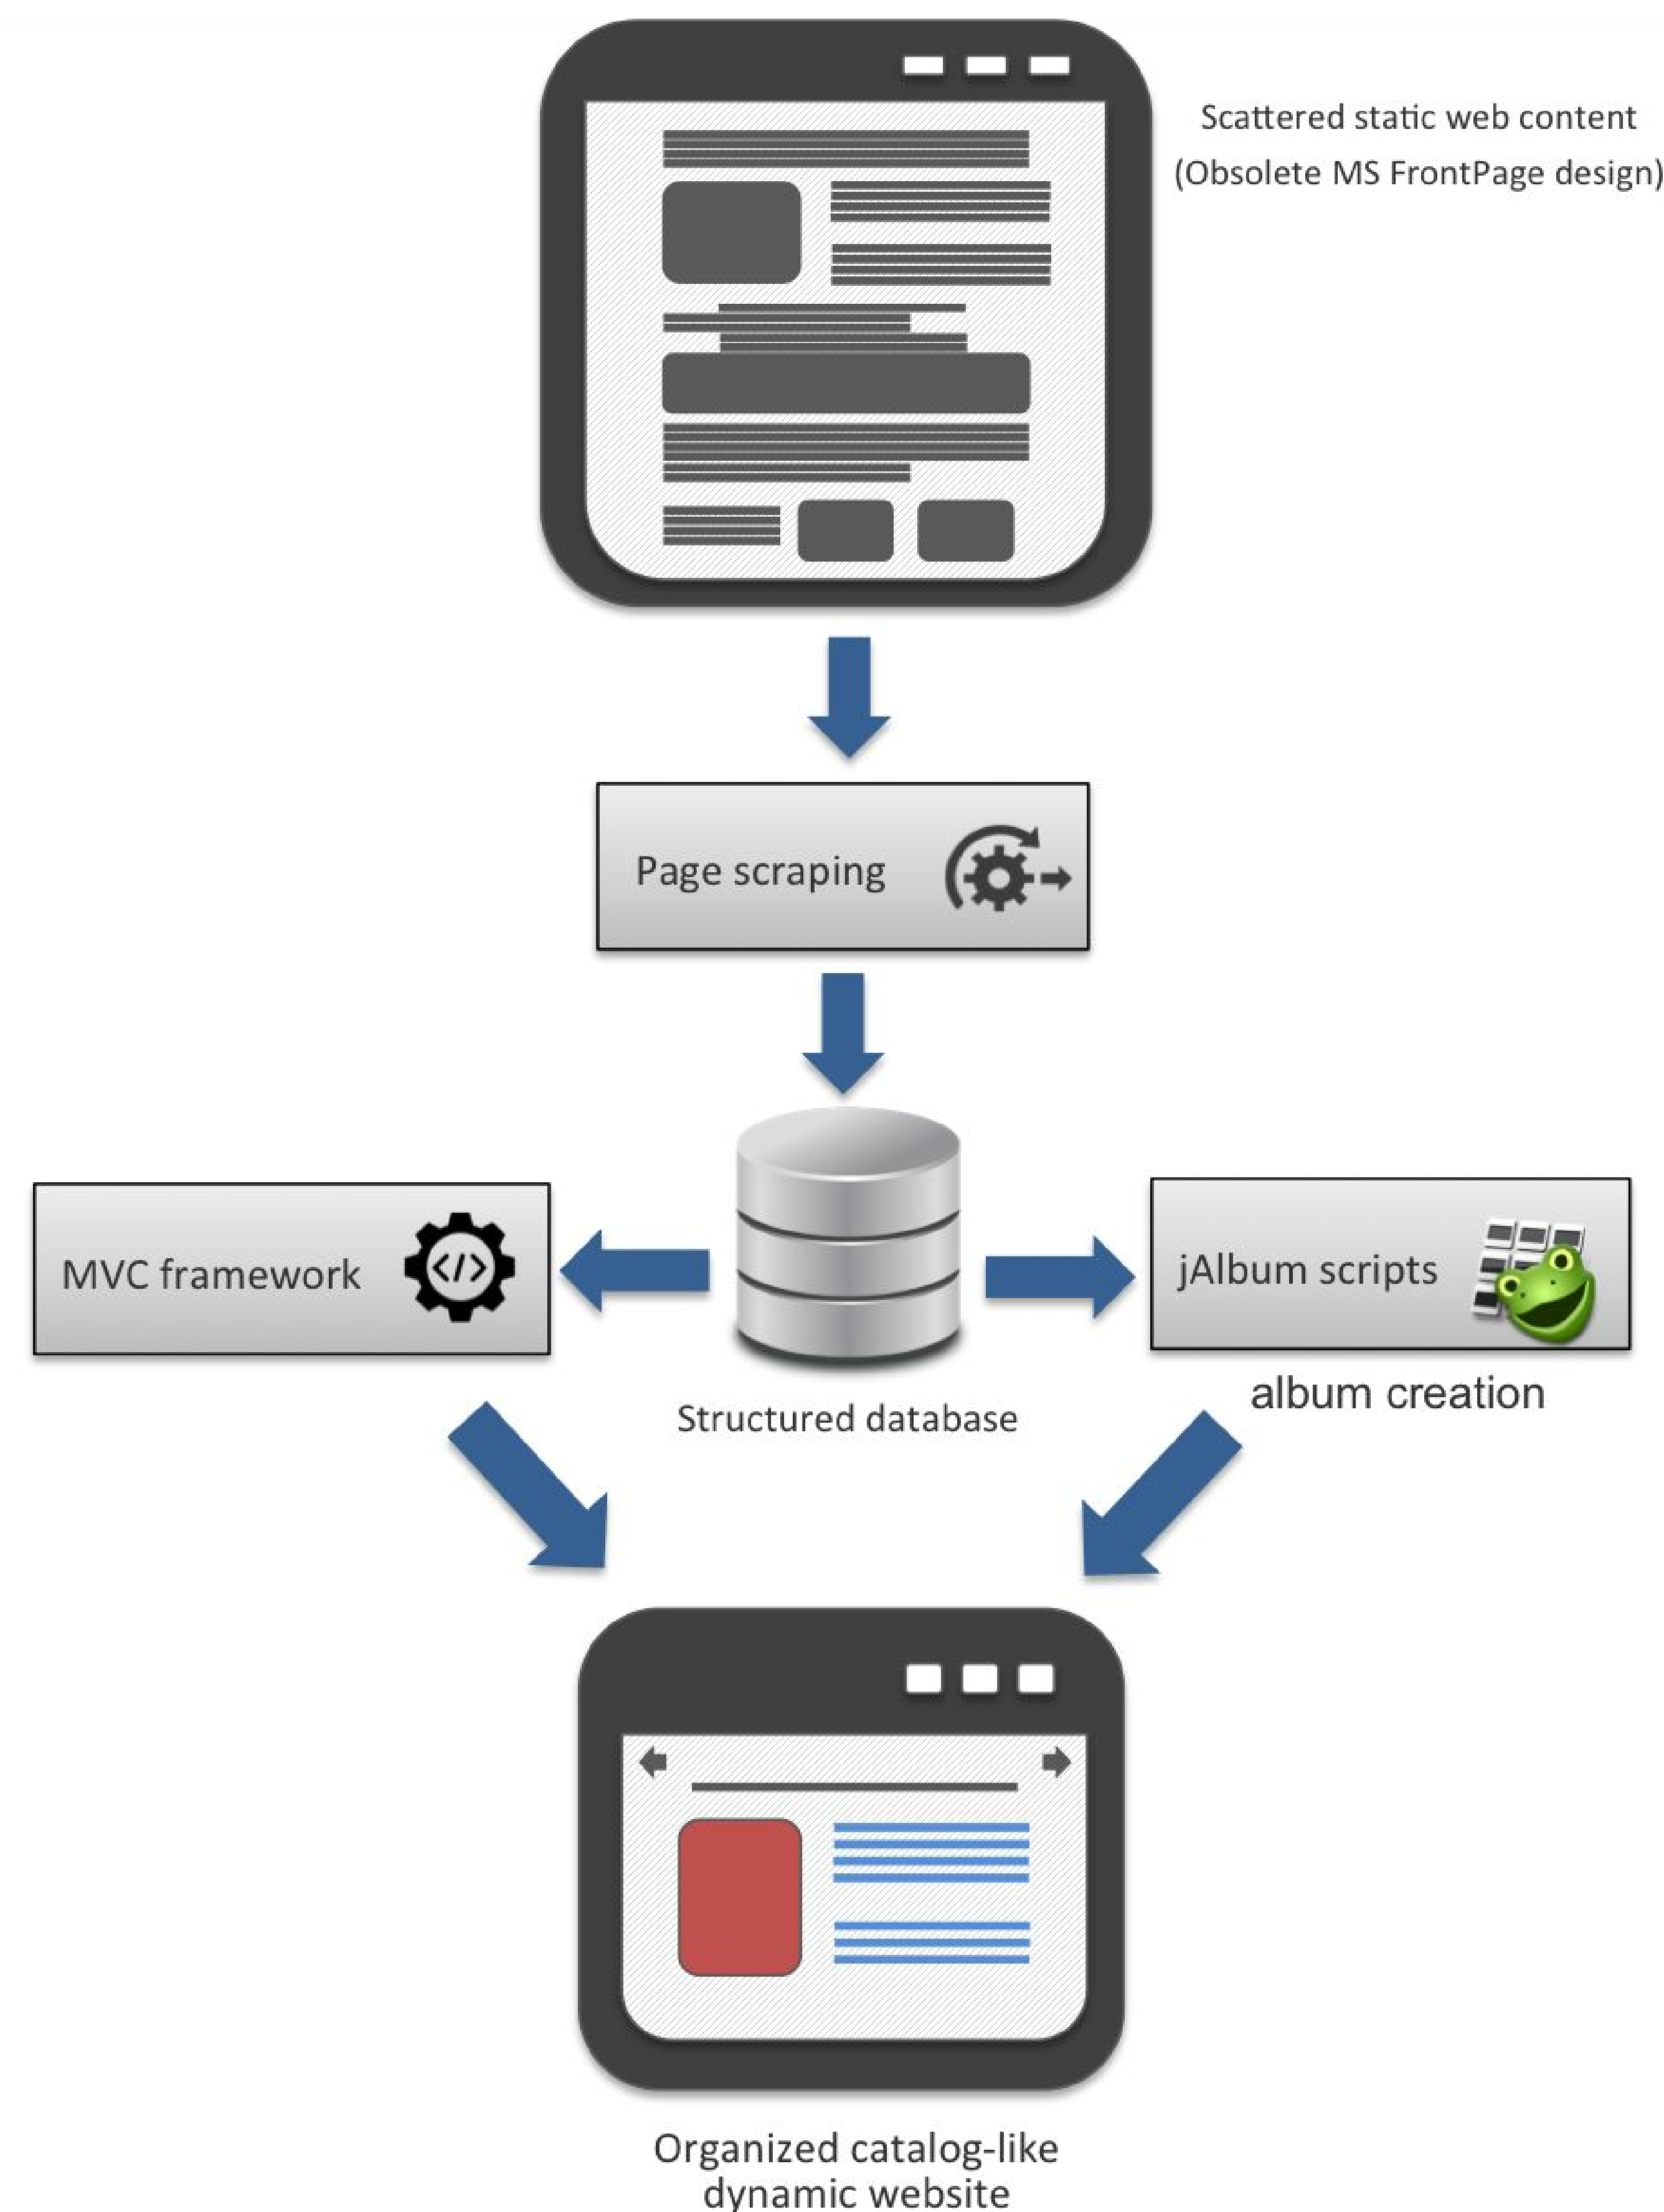 Scattered static web content
(Obsolete MS FrontPage design)
Page scraping
MVC framework
</>
jAlbum scripts
album creation
Structured database
Organized catalog-like
dynamic website